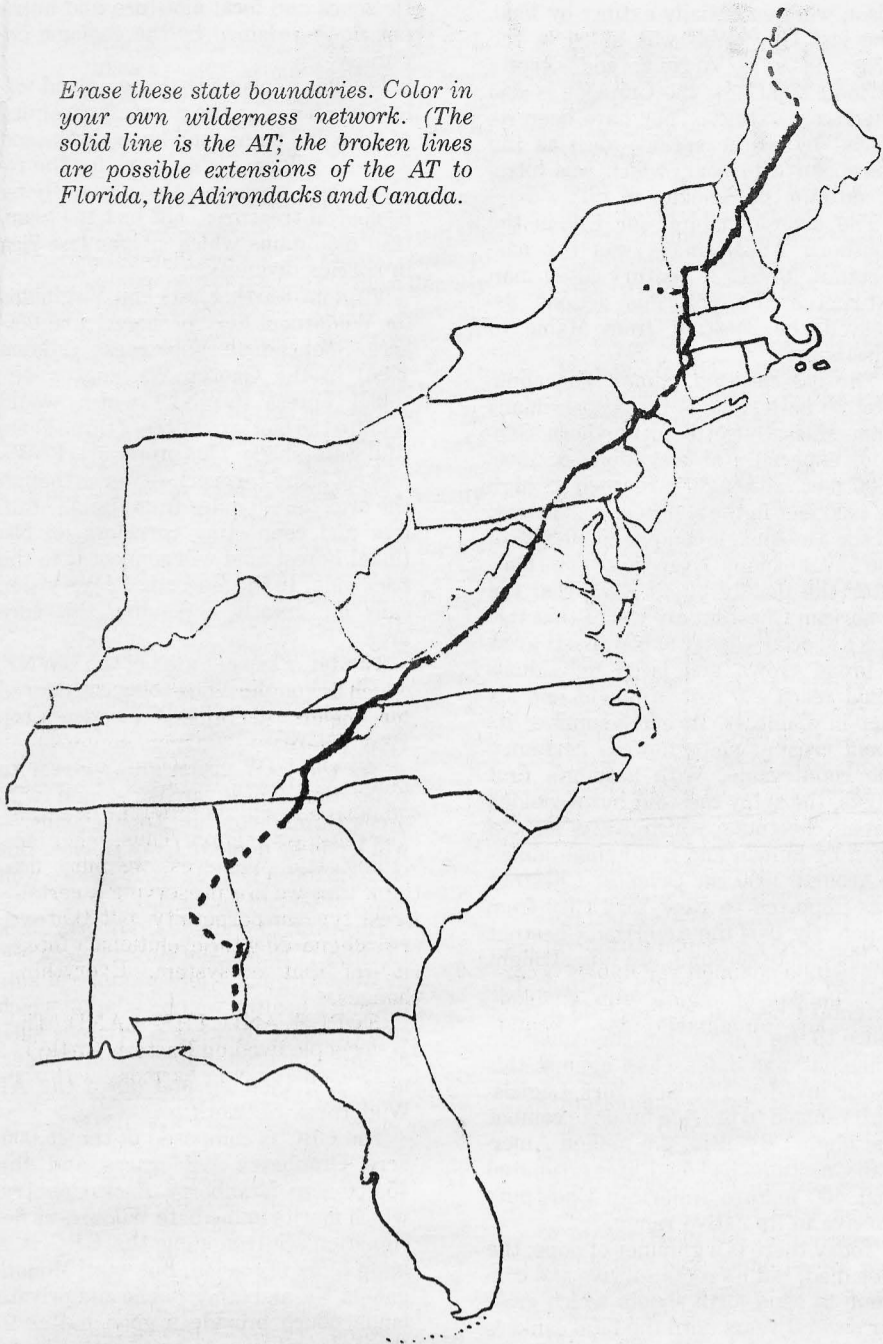 Erase these state boundaries. Color in
your own wilderness network. (The
solid line is the AT; the broken lines
are possible extensions of the AT to
Florida, the Adirondacks and Canada.